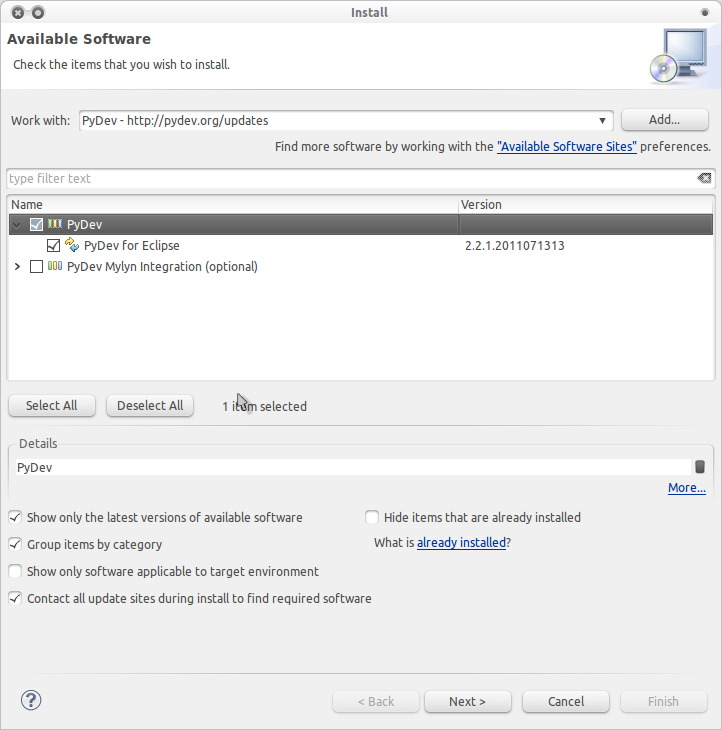 Install
Available Software
Check the items that you wish to install.
Work with: PyDev - http://pydev.org/updates Add...
Find more software by working with the "Available Software Sites" preferences.
type filter text
Name Version
PyDev
PyDev for Eclipse 2.2.1.2011071313
PyDev Mylyn Integration (optional)
Select All Deselect All 1 item selected
Details
PyDev
More...
Show only the latest versions of available software Hide items that are already installed
Group items by category What is already installed?
Show only software applicable to target environment
Contact all update sites during install to find required software
? < Back Next > Cancel Finish